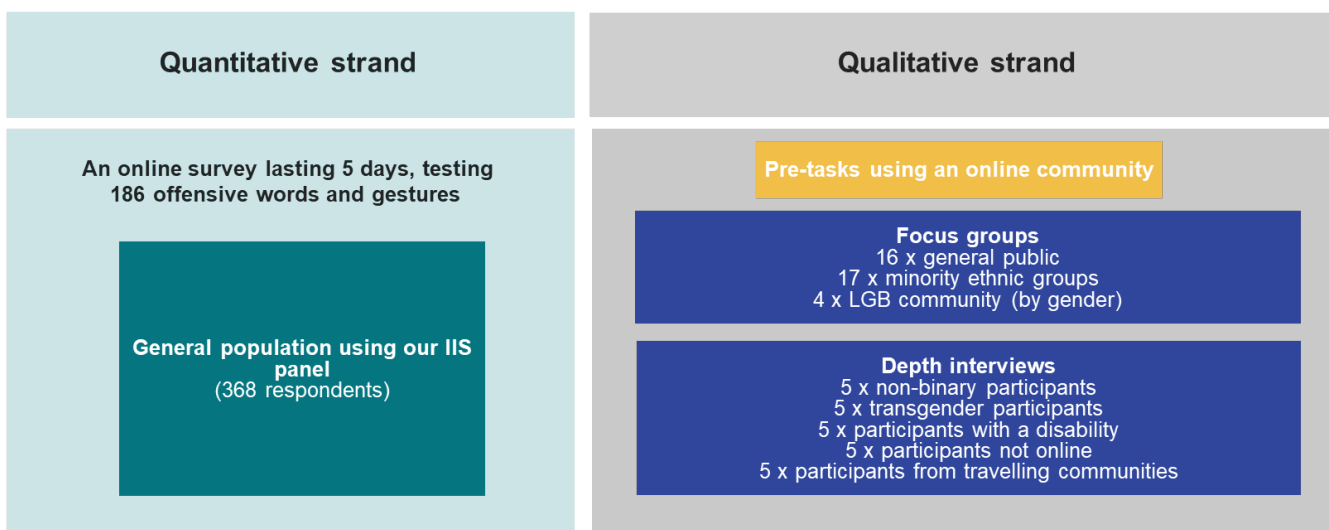 Quantitative strand
An online survey lasting 5 days, testing
186 offensive words and gestures
General population using our IIS
panel
(368 respondents)
Qualitative strand
Pre-tasks using an online community
Focus groups
16 x general public
17 x minority ethnic groups
4 x LGB community (by gender)
Depth interviews
5 x non-binary participants
5 x transgender participants
5 x participants with a disability
5 x participants not online
5 x participants from travelling communities